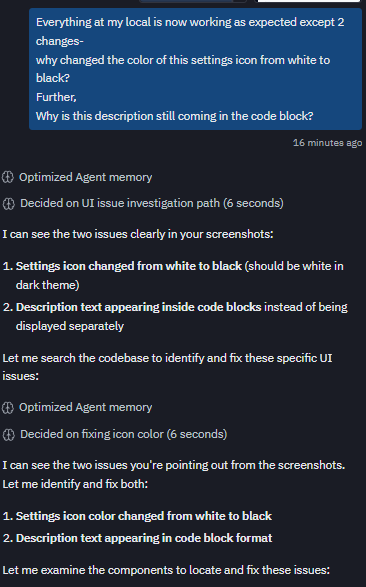 Everything at my local is now working as expected except 2
changes-
why changed the color of this settings icon from white to
black?
Further,
Why is this description still coming in the code block?
16 minutes ago
Optimized Agent memory
Decided on UI issue investigation path (6 seconds)
I can see the two issues clearly in your screenshots:
1. Settings icon changed from white to black (should be white in
dark theme)
2. Description text appearing inside code blocks instead of being
displayed separately
Let me search the codebase to identify and fix these specific UI
issues:
Optimized Agent memory
Decided on fixing icon color (6 seconds)
I can see the two issues you're pointing out from the screenshots.
Let me identify and fix both:
1. Settings icon color changed from white to black
2. Description text appearing in code block format
Let me examine the components to locate and fix these issues: